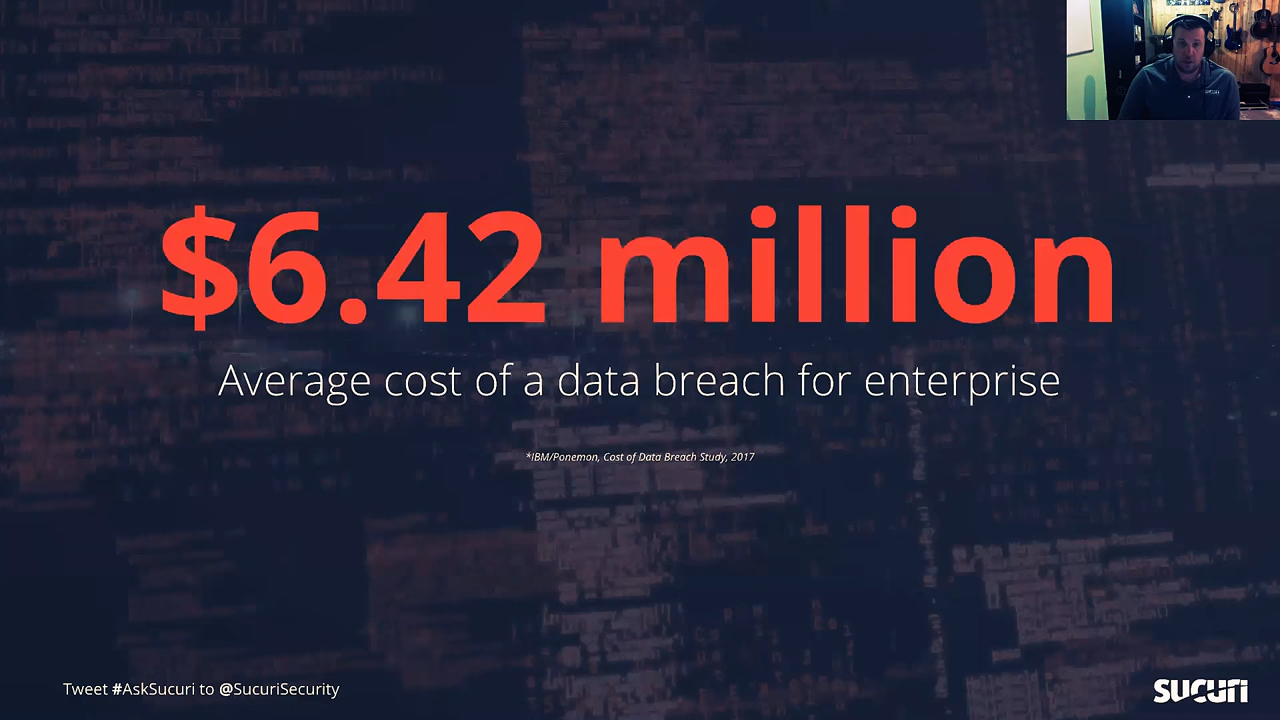 $6.42 million
Average cost of a data breach for enterprise
*IBM/Ponemon, Cost of Data Breach Study, 2017
Tweet #AskSucuri to @SucuriSecurity
sucuri